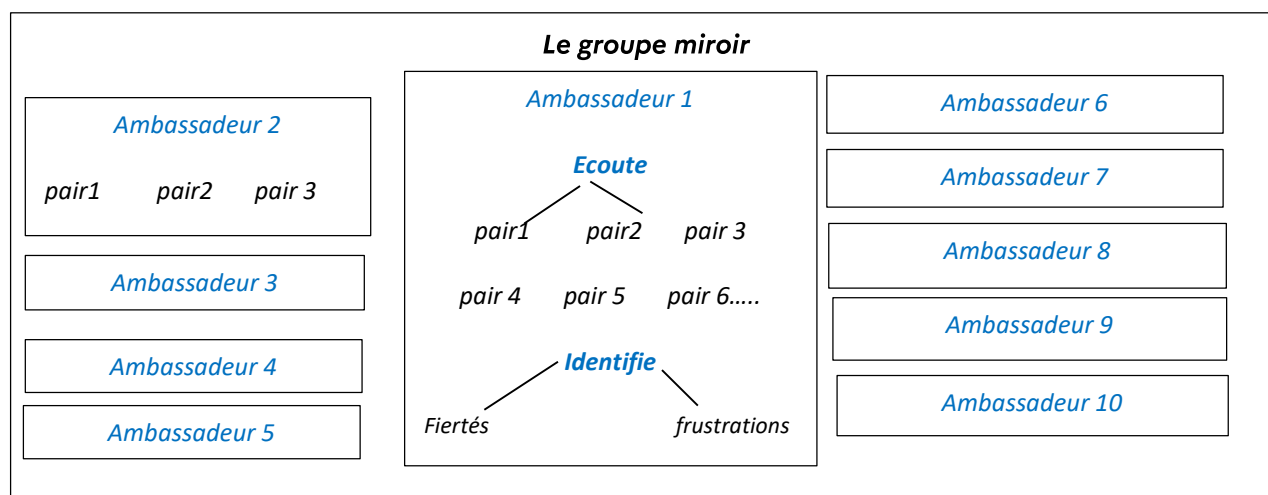 Le groupe miroir
Ambassadeur 2
pair1 pair2 pair 3
Ambassadeur 3
Ambassadeur 4
Ambassadeur 5
Ambassadeur 1
Ecoute
pair1 pair2 pair 3
pair 4 pair 5 pair 6.....
Identifie
Fiertés frustrations
Ambassadeur 6
Ambassadeur 7
Ambassadeur 8
Ambassadeur 9
Ambassadeur 10